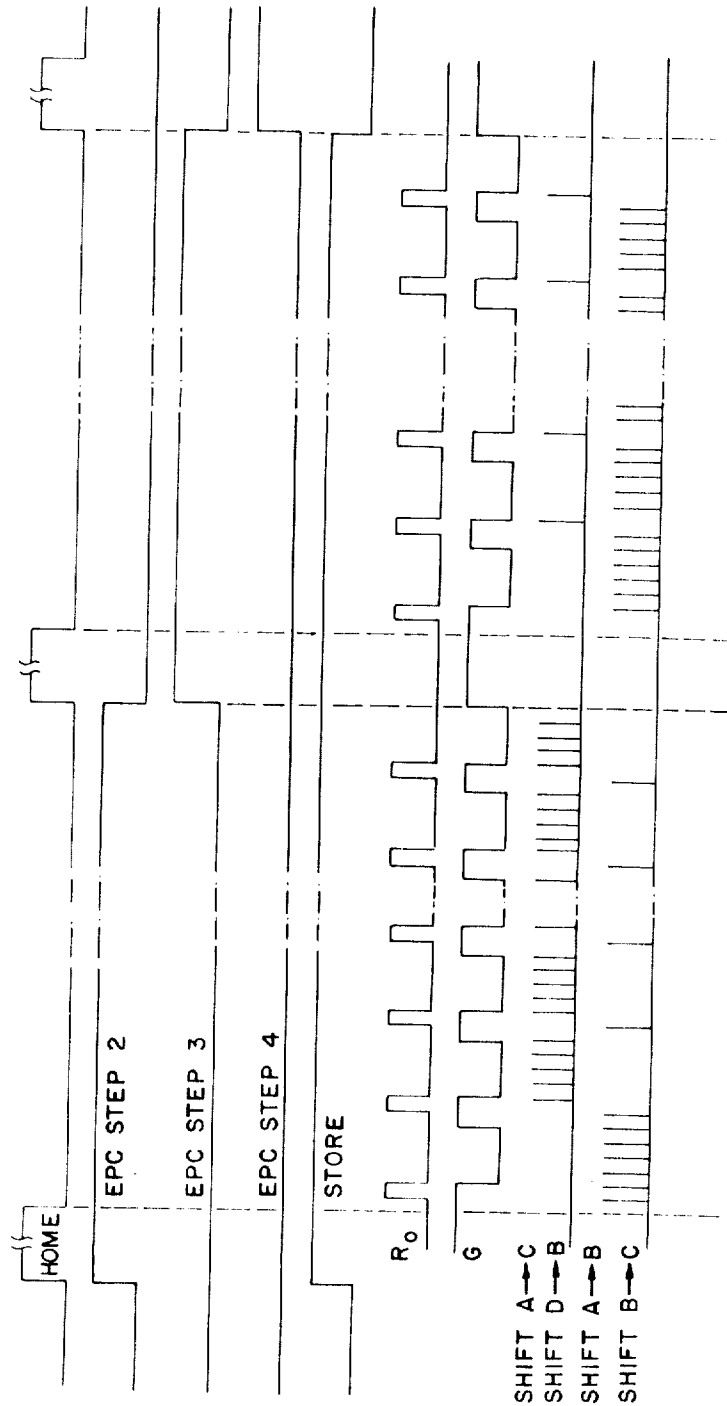 HOME
EPC STEP 2
EPC STEP 3
EPC STEP 4
STORE
R₀
G
SHIFT A→C
SHIFT D→B
SHIFT A→B
SHIFT B→C